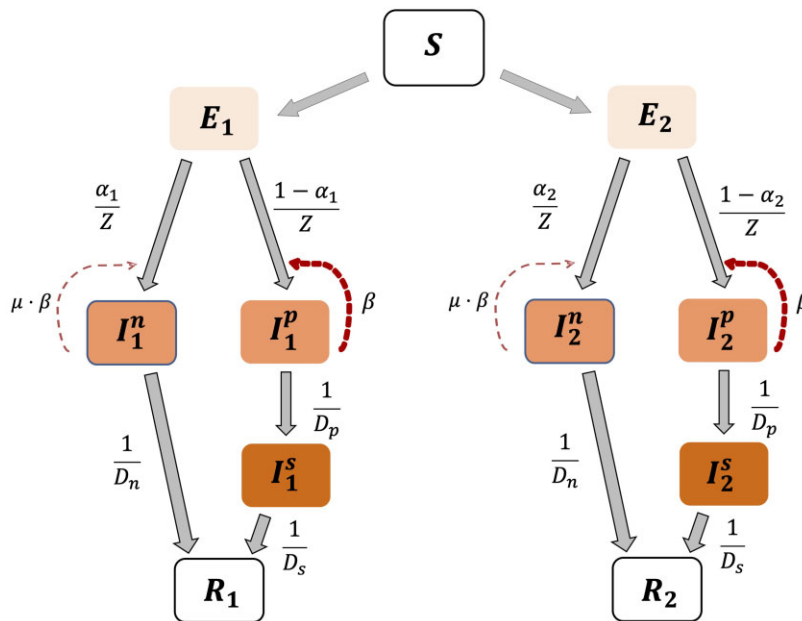 S
E₁ E₂
α₁/Z (1 − α₁)/Z α₂/Z (1 − α₂)/Z
μ · β β μ · β β
I₁ⁿ I₁ᵖ I₂ⁿ I₂ᵖ
1/Dₚ 1/Dₚ
1/Dₙ 1/Dₙ
I₁ˢ I₂ˢ
1/Dₛ 1/Dₛ
R₁ R₂